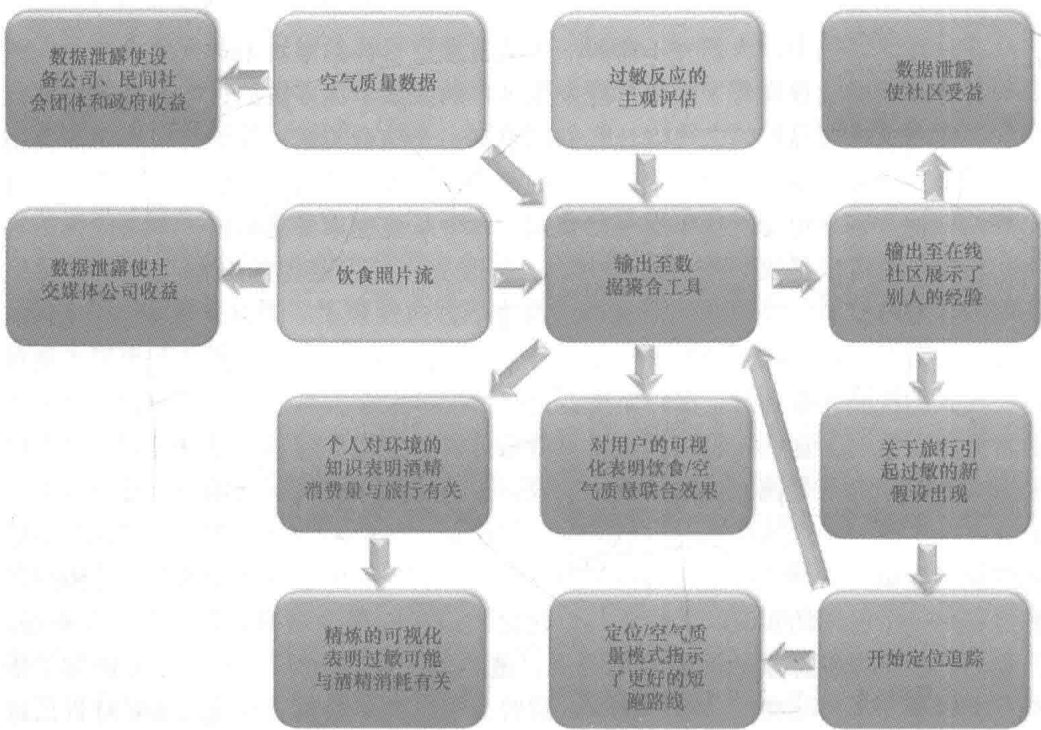 数据泄露使设
备公司、民间社
会团体和政府收益
空气质量数据
过敏反应的
主观评估
数据泄露
使社区受益
数据泄露使社
交媒体公司收益
饮食照片流
输出至数
据聚合工具
输出至在线
社区展示了
别人的经验
个人对环境的
知识表明酒精
消费量与旅行有关
对用户的可视
化表明饮食/空
气质量联合效果
关于旅行引
起过敏的新
假设出现
精炼的可视化
表明过敏可能
与酒精消耗有关
定位/空气质
量模式指示
了更好的短
跑路线
开始定位追踪